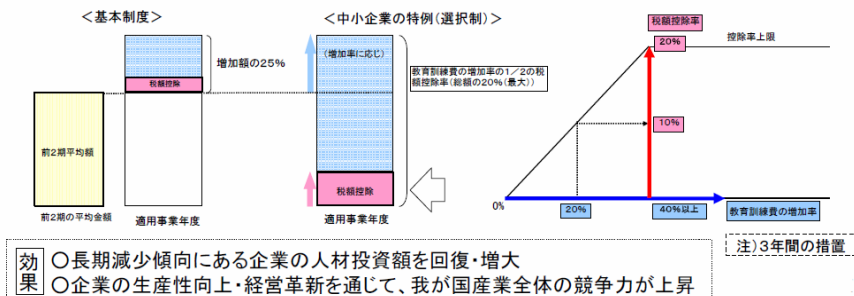 ＜基本制度＞
＜中小企業の特例（選択制）＞
前2期平均額
前2期の平均金額
税額控除
増加額の25％
適用事業年度
（増加率に応じ）
税額控除
適用事業年度
教育訓練費の増加率の1／2の税
額控除率（総額の20％（最大））
税額控除率
20％
控除率上限
10％
0％
20％
40％以上
教育訓練費の増加率
注）3年間の措置
効果
○長期減少傾向にある企業の人材投資額を回復・増大
○企業の生産性向上・経営革新を通じて、我が国産業全体の競争力が上昇